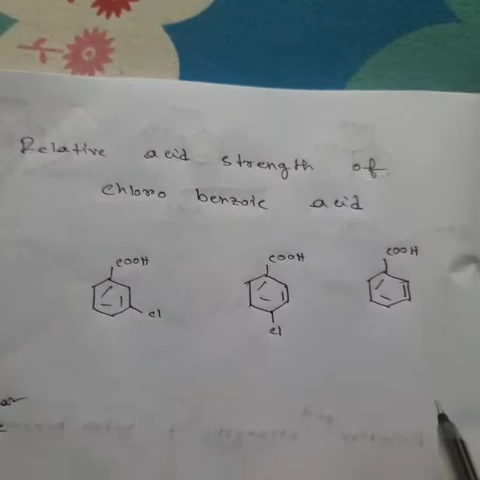 Relative acid strength of
chloro benzoic acid
COOH COOH COOH
Cl
Cl